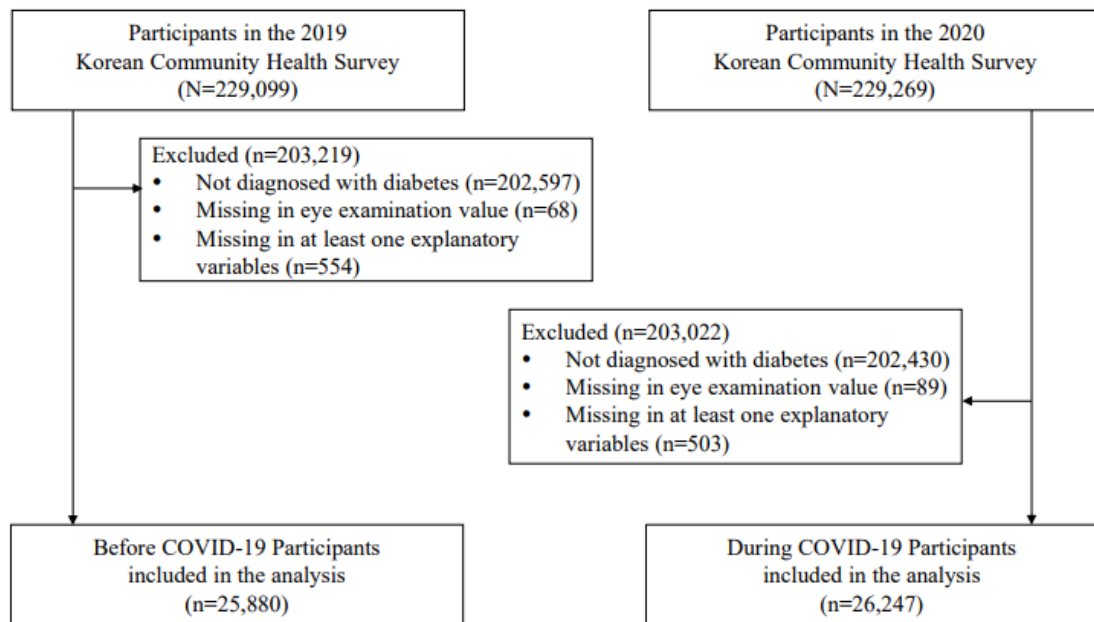 Participants in the 2019
Korean Community Health Survey
(N=229,099)
Participants in the 2020
Korean Community Health Survey
(N=229,269)
Excluded (n=203,219)
• Not diagnosed with diabetes (n=202,597)
• Missing in eye examination value (n=68)
• Missing in at least one explanatory
variables (n=554)
Excluded (n=203,022)
• Not diagnosed with diabetes (n=202,430)
• Missing in eye examination value (n=89)
• Missing in at least one explanatory
variables (n=503)
Before COVID-19 Participants
included in the analysis
(n=25,880)
During COVID-19 Participants
included in the analysis
(n=26,247)